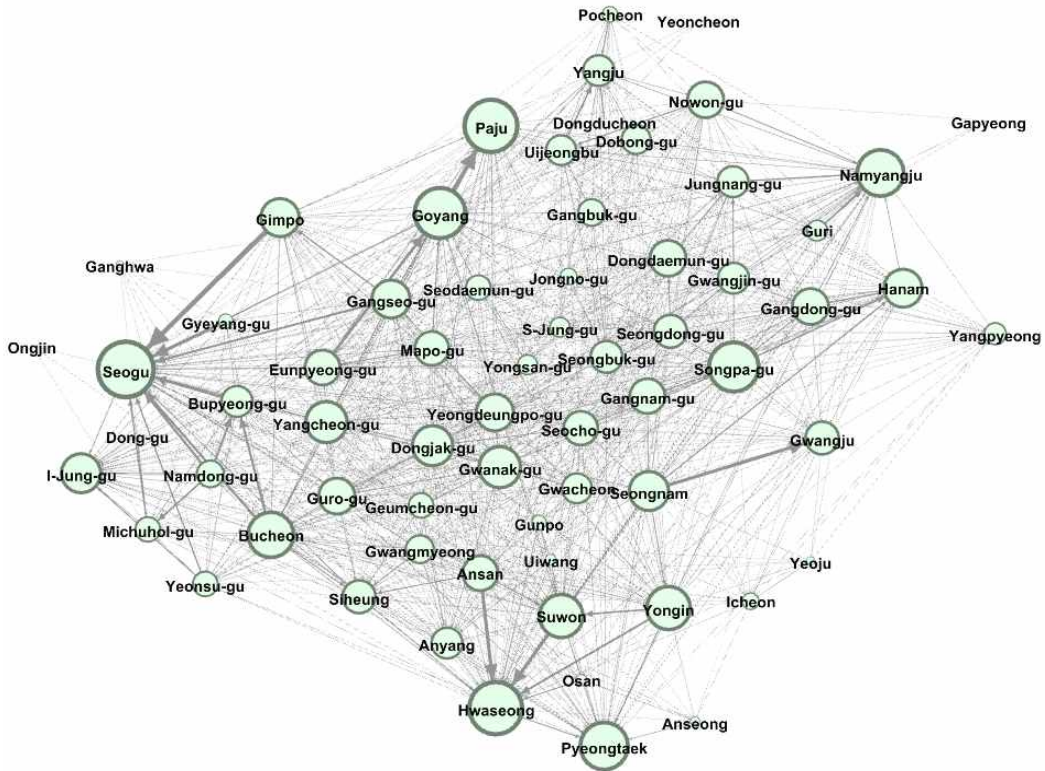 Pocheon
Yeoncheon
Yangju
Nowon-gu
Paju
Dongducheon
Gapyeong
Dobong-gu
Uijeongbu
Namyangju
Jungnang-gu
Gimpo
Goyang
Gangbuk-gu
Guri
Dongdaemun-gu
Ganghwa
Jongno-gu
Gwangjin-gu
Hanam
Seodaemun-gu
Gangseo-gu
Gangdong-gu
Gyeyang-gu
S-Jung-gu
Seongdong-gu
Yangpyeong
Ongjin
Mapo-gu
Seongbuk-gu
Yongsan-gu
Seogu
Eunpyeong-gu
Songpa-gu
Gangnam-gu
Bupyeong-gu
Yeongdeungpo-gu
Yangcheon-gu
Seocho-gu
Dong-gu
Gwangju
Dongjak-gu
Gwanak-gu
I-Jung-gu
Namdong-gu
Gwacheon
Seongnam
Guro-gu
Geumcheon-gu
Gunpo
Michuhol-gu
Bucheon
Gwangmyeong
Uiwang
Yeoju
Ansan
Yeonsu-gu
Siheung
Icheon
Suwon
Yongin
Anyang
Osan
Hwaseong
Anseong
Pyeongtaek